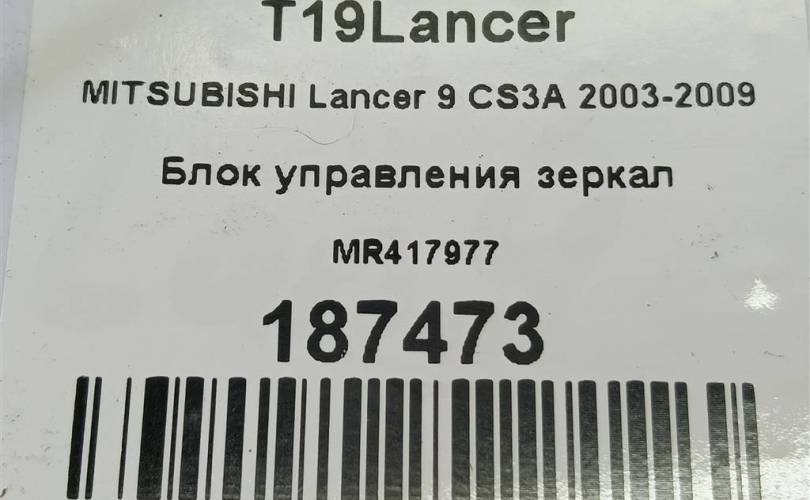 T19Lancer
MITSUBISHI Lancer 9 CS3A 2003-2009
Блок управления зеркал
MR417977
187473